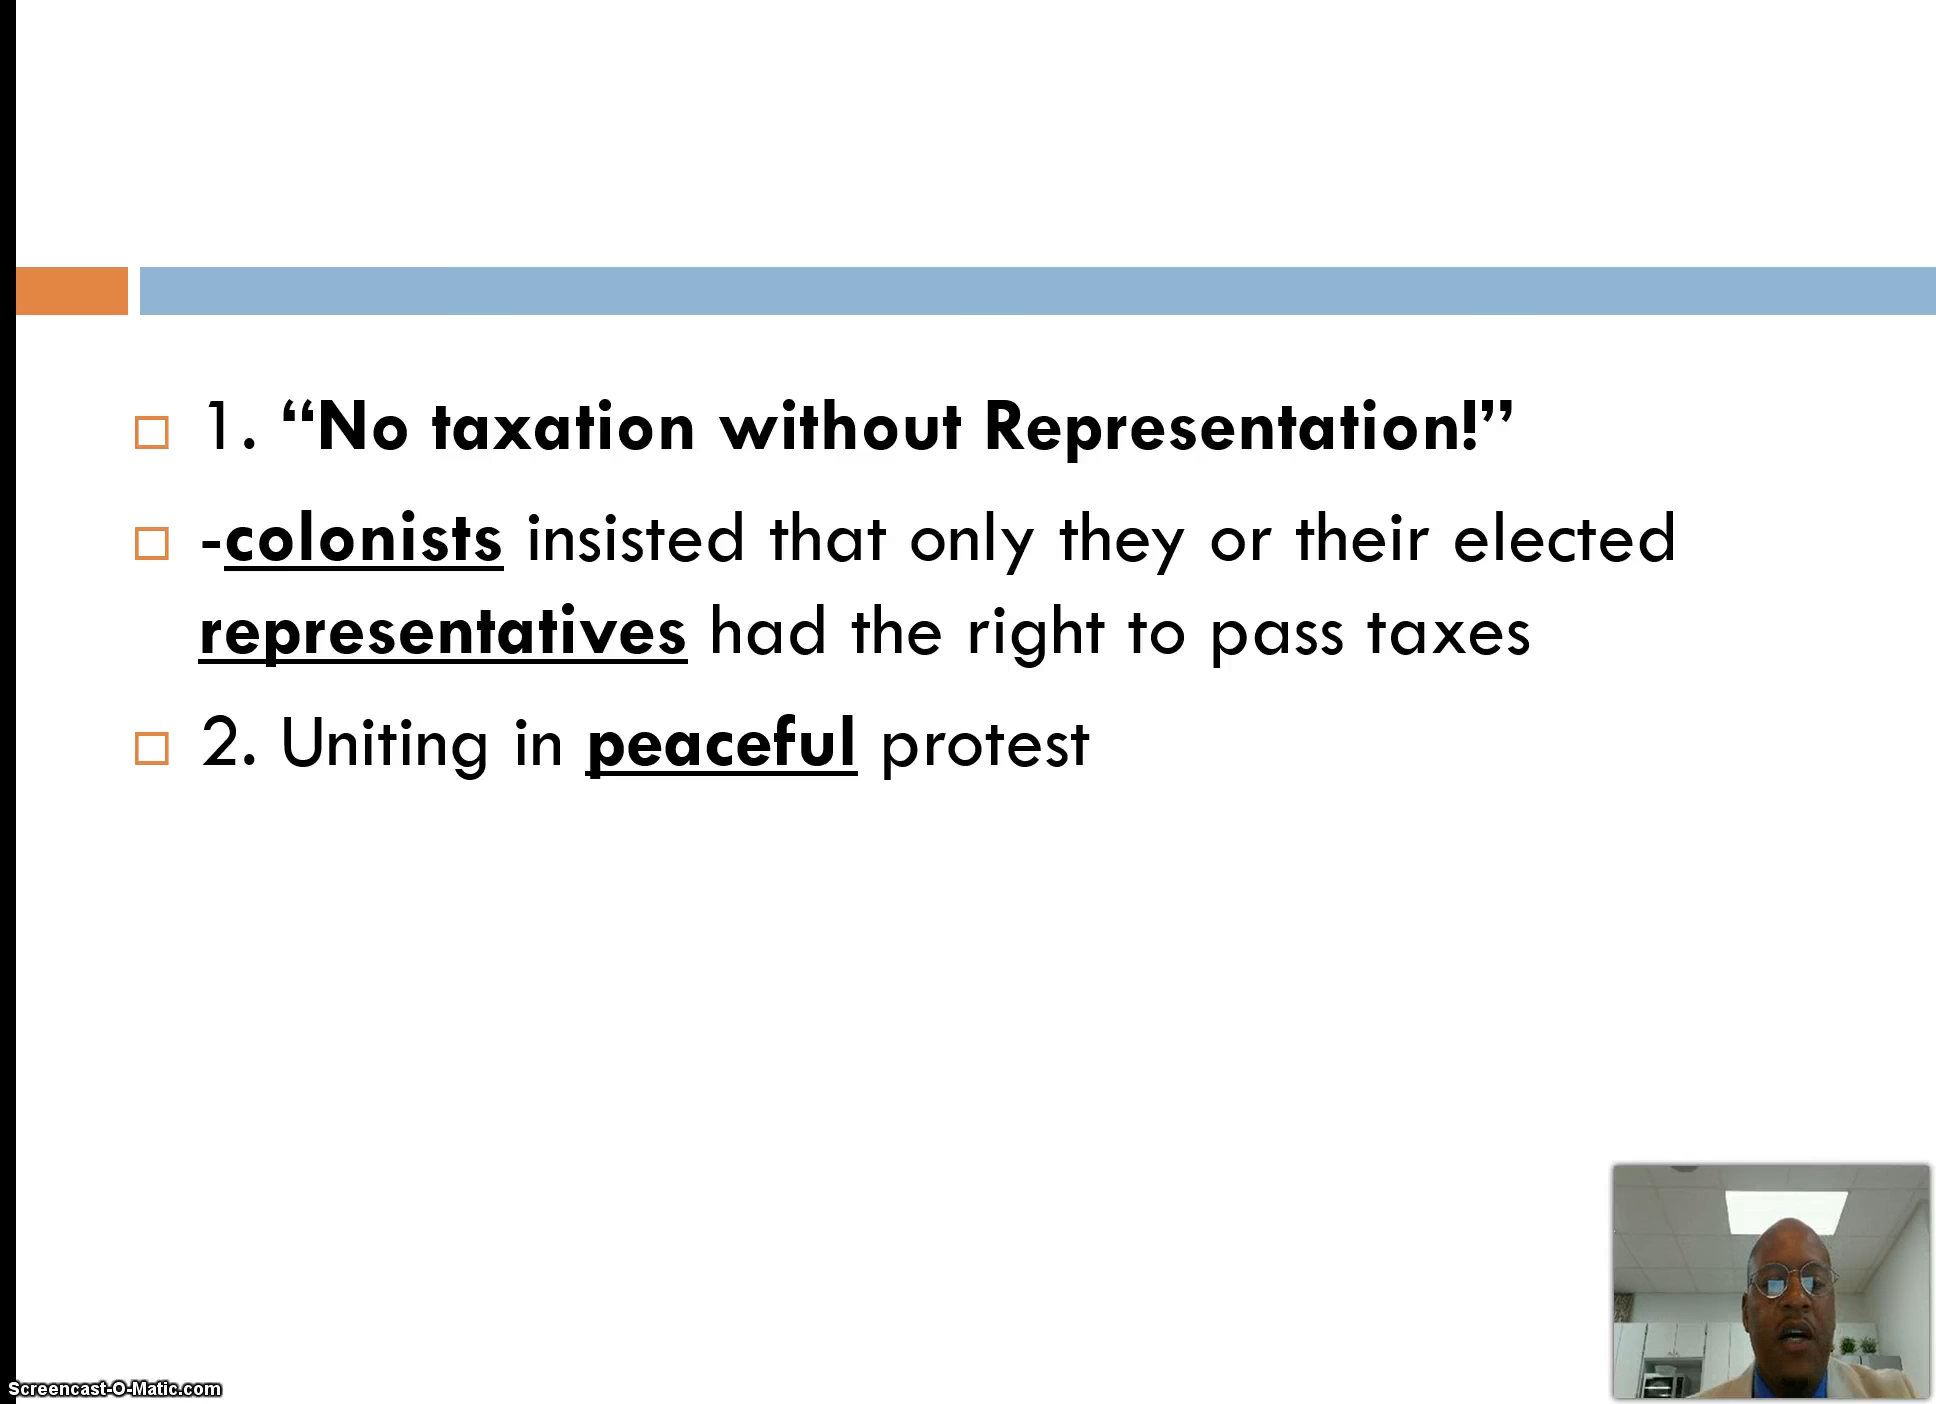 1. “No taxation without Representation!”
-colonists insisted that only they or their elected
representatives had the right to pass taxes
2. Uniting in peaceful protest
Screencast-O-Matic.com